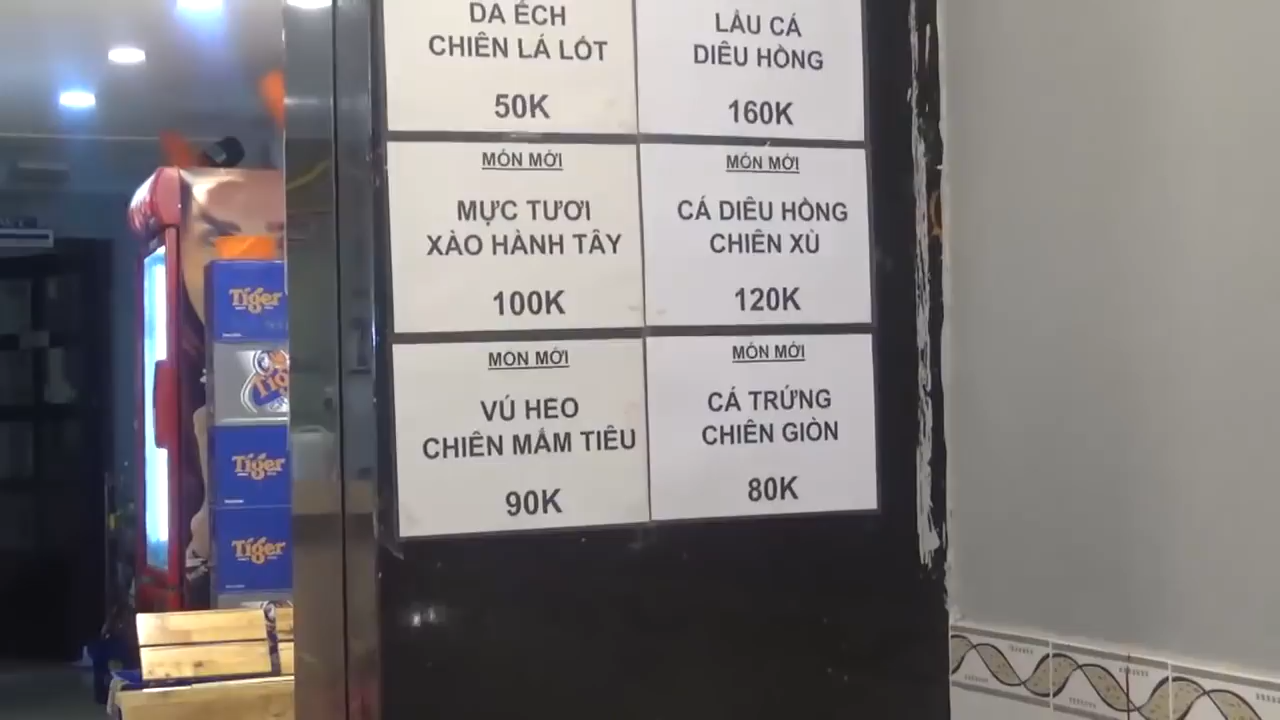 DA ẾCH
CHIÊN LÁ LỐT
50K
LẨU CÁ
DIÊU HỒNG
160K
MÓN MỚI
MỰC TƯƠI
XÀO HÀNH TÂY
100K
MÓN MỚI
CÁ DIÊU HỒNG
CHIÊN XÙ
120K
MÓN MỚI
VÚ HEO
CHIÊN MẮM TIÊU
90K
MÓN MỚI
CÁ TRỨNG
CHIÊN GIÒN
80K
Tiger
Tiger
Tiger